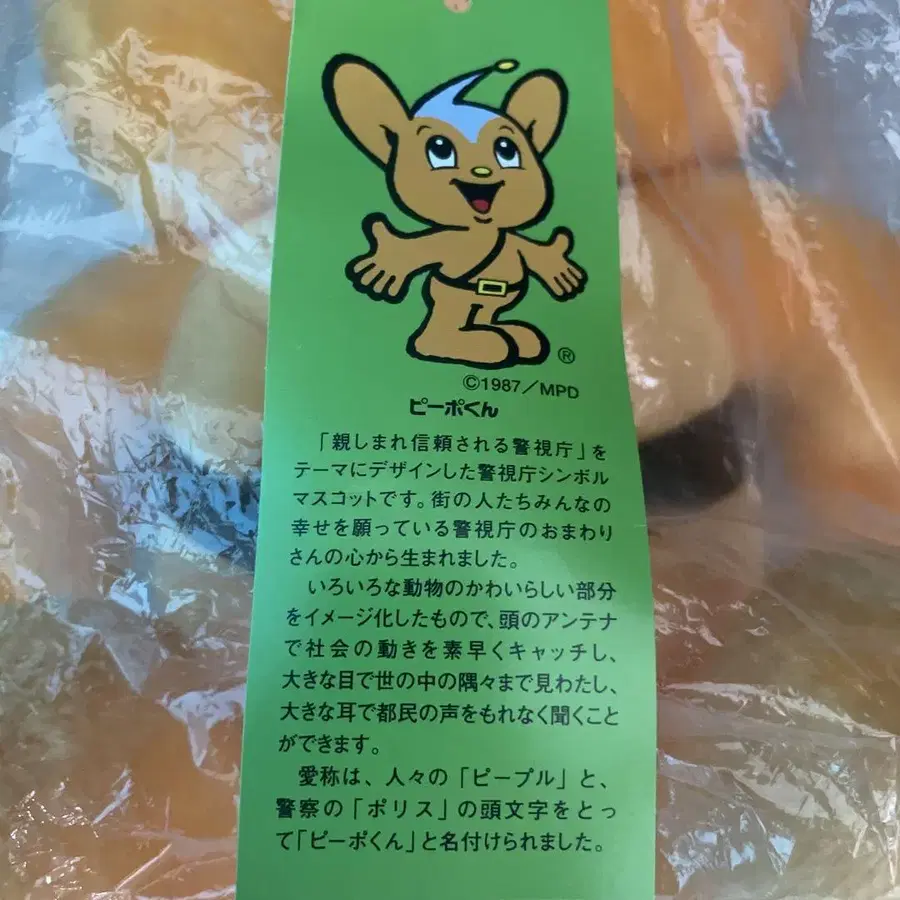 ®
©1987/MPD
ピーポくん
「親しまれ信頼される警視庁」を
テーマにデザインした警視庁シンボル
マスコットです。街の人たちみんなの
幸せを願っている警視庁のおまわり
さんの心から生まれました。
いろいろな動物のかわいらしい部分
をイメージ化したもので、頭のアンテナ
で社会の動きを素早くキャッチし、
大きな目で世の中の隅々まで見わたし、
大きな耳で都民の声をもれなく聞くこと
ができます。
愛称は、人々の「ピープル」と、
警察の「ポリス」の頭文字をとっ
て「ピーポくん」と名付けられました。